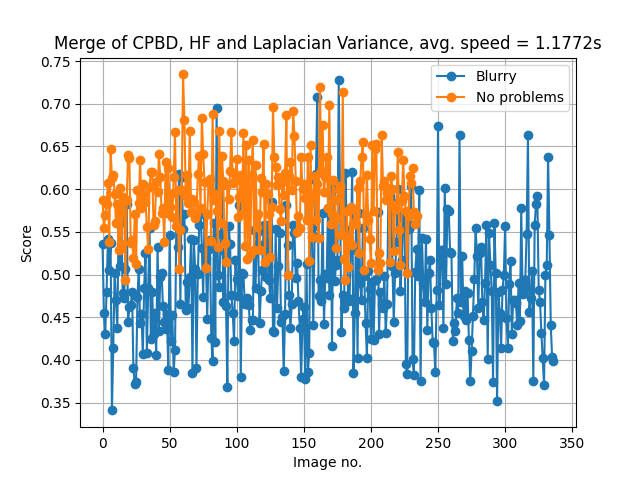 Merge of CPBD, HF and Laplacian Variance, avg. speed = 1.1772s
0.75
0.70
0.65
0.60
0.55
0.50
0.45
0.40
0.35
Score
Blurry
No problems
0 50 100 150 200 250 300 350
Image no.